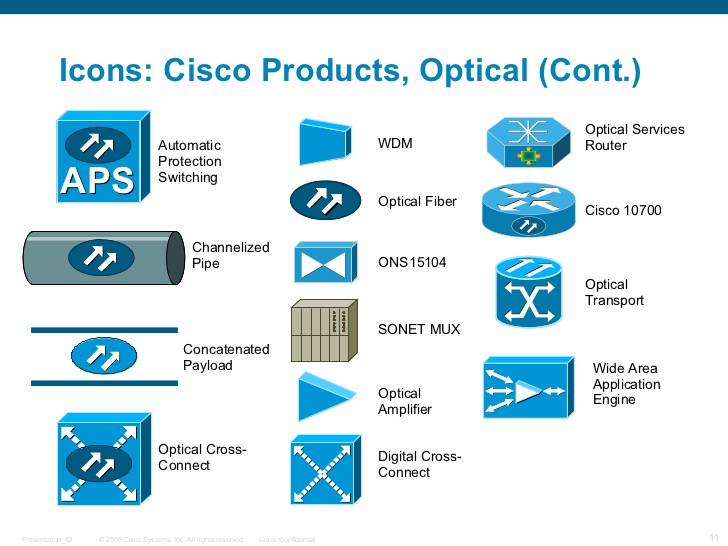 Icons: Cisco Products, Optical (Cont.)
APS
Automatic
Protection
Switching
Channelized
Pipe
Concatenated
Payload
Optical Cross-
Connect
WDM
Optical Fiber
ONS15104
SONET MUX
Optical
Amplifier
Digital Cross-
Connect
Optical Services
Router
Cisco 10700
Optical
Transport
Wide Area
Application
Engine
Presentation_ID
© 2006 Cisco Systems, Inc. All rights reserved.
Cisco Confidential
11